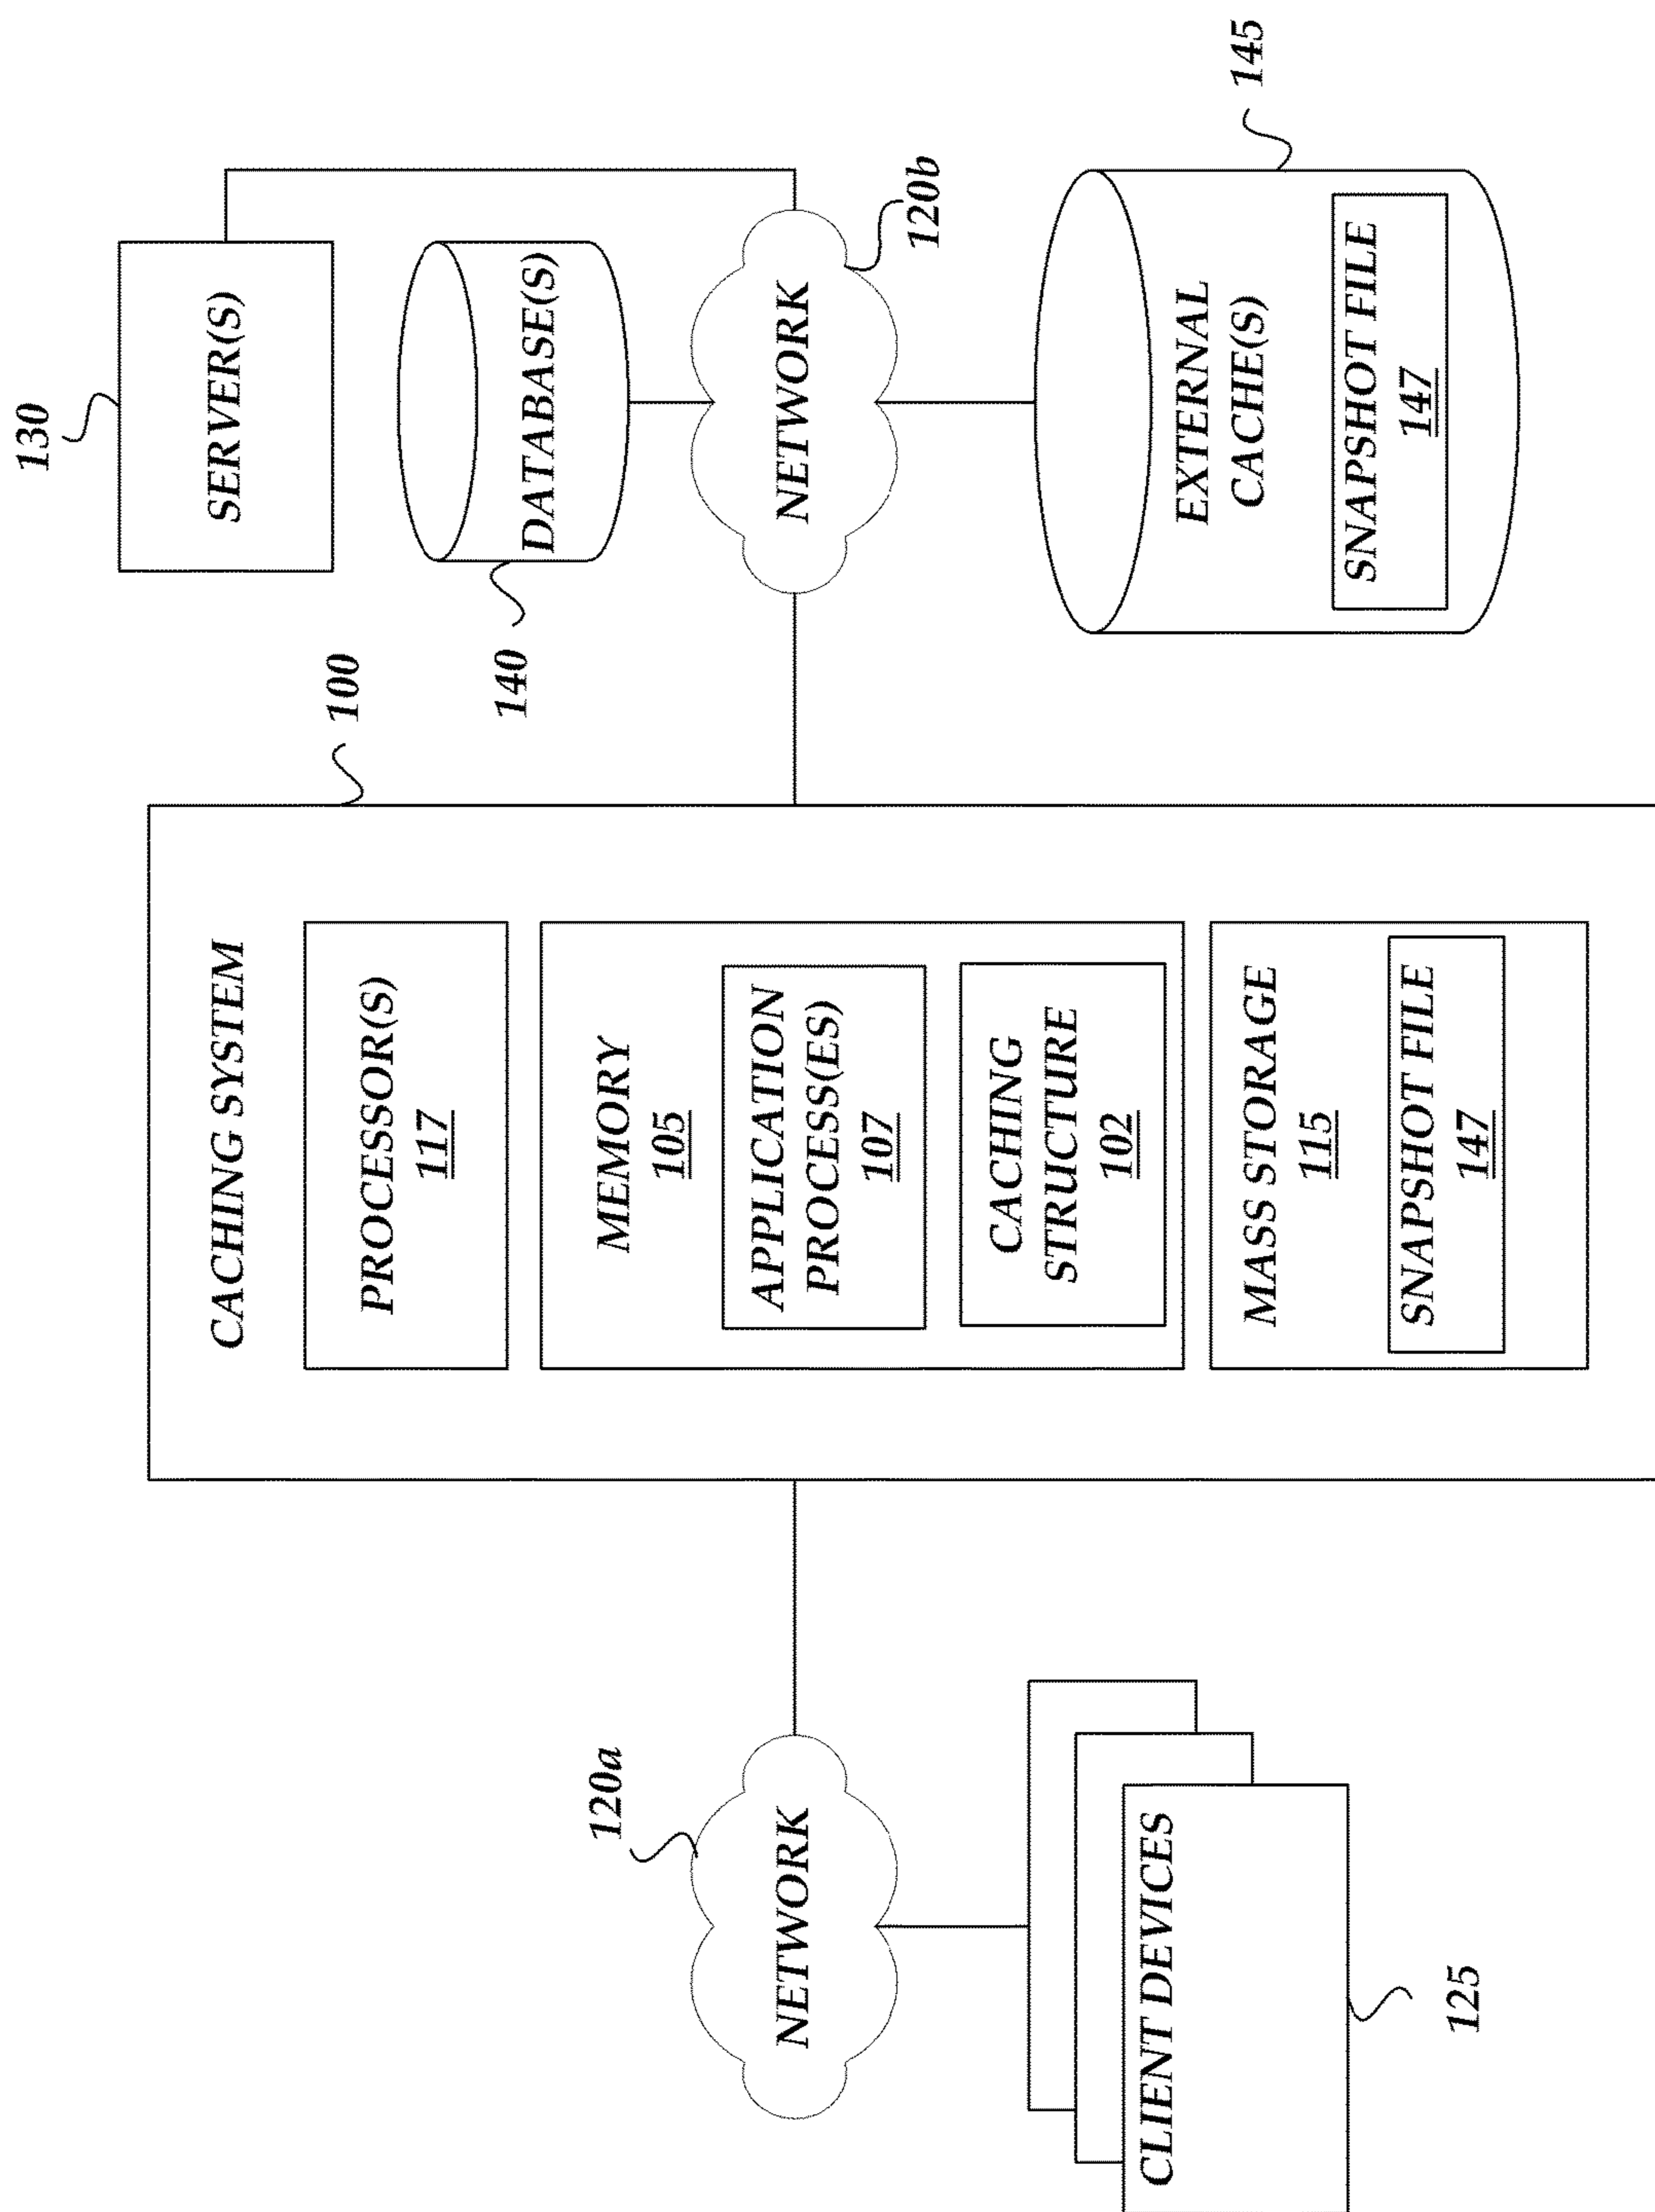 120a
NETWORK
CLIENT DEVICES
125
100
CACHING SYSTEM
PROCESSOR(S)
117
MEMORY
105
APPLICATION
PROCESS(ES)
107
CACHING
STRUCTURE
102
MASS STORAGE
115
SNAPSHOT FILE
147
130
SERVER(S)
140
DATABASE(S)
NETWORK
120b
EXTERNAL
CACHE(S)
SNAPSHOT FILE
147
145